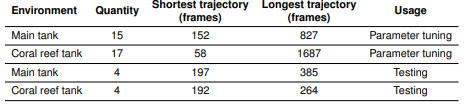 Environment Quantity Shortest trajectory (frames) Longest trajectory (frames) Usage
Main tank 15 152 827 Parameter tuning
Coral reef tank 17 58 1687 Parameter tuning
Main tank 4 197 385 Testing
Coral reef tank 4 192 264 Testing